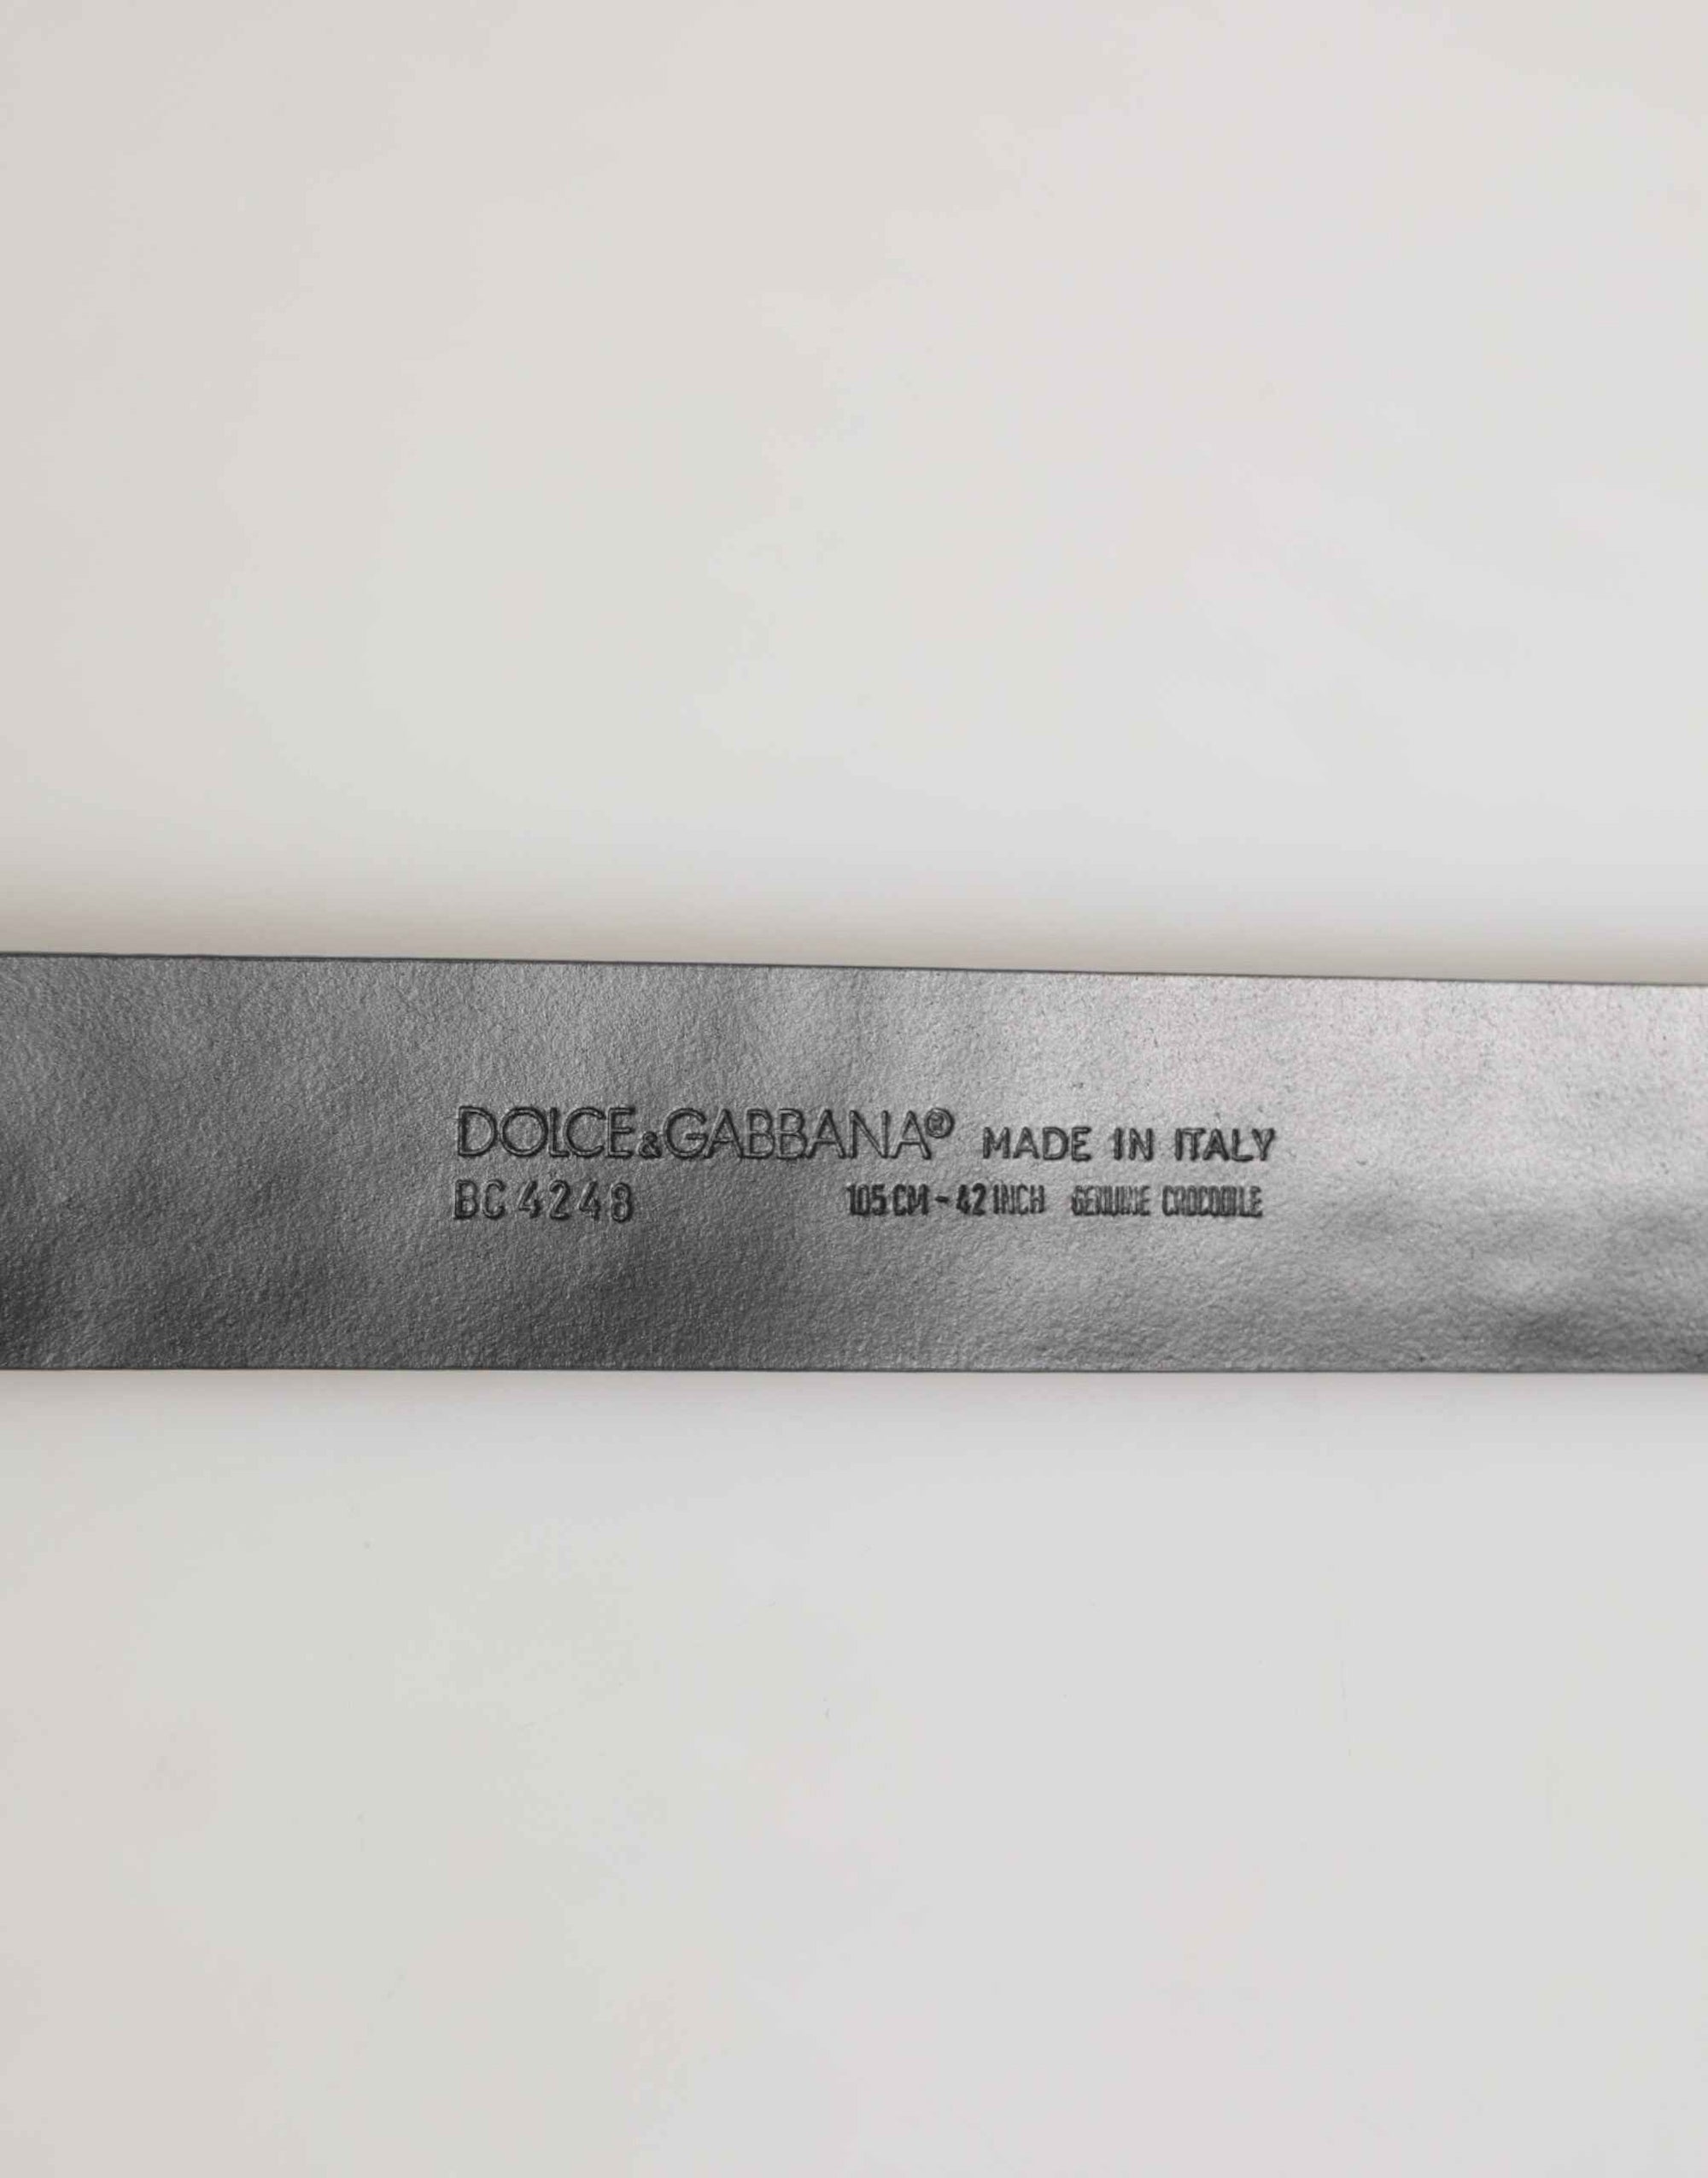 DOLCE&GABBANA® MADE IN ITALY
BC 4248 105 CM - 42 INCH GENUINE CROCODILE